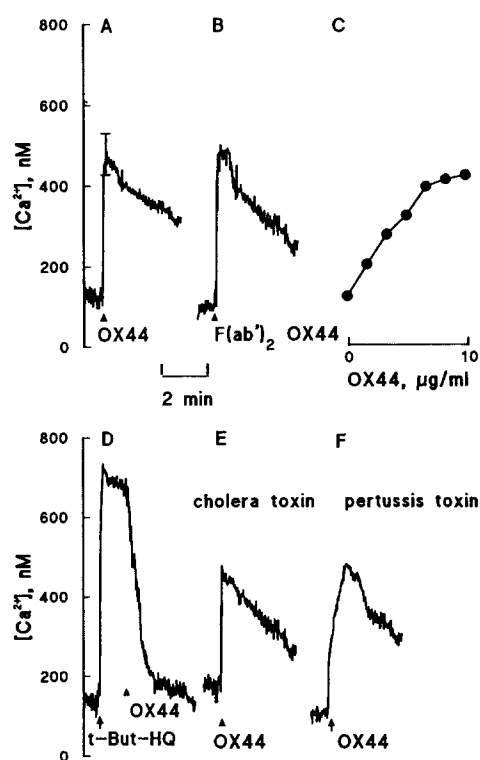 A B C
800
600
400
200
0
[Ca²⁺], nM
OX44
F(ab')₂ OX44
2 min
0 10
OX44, µg/ml
D E F
cholera toxin pertussis toxin
800
600
400
200
0
[Ca²⁺], nM
OX44
t-But-HQ
OX44
OX44